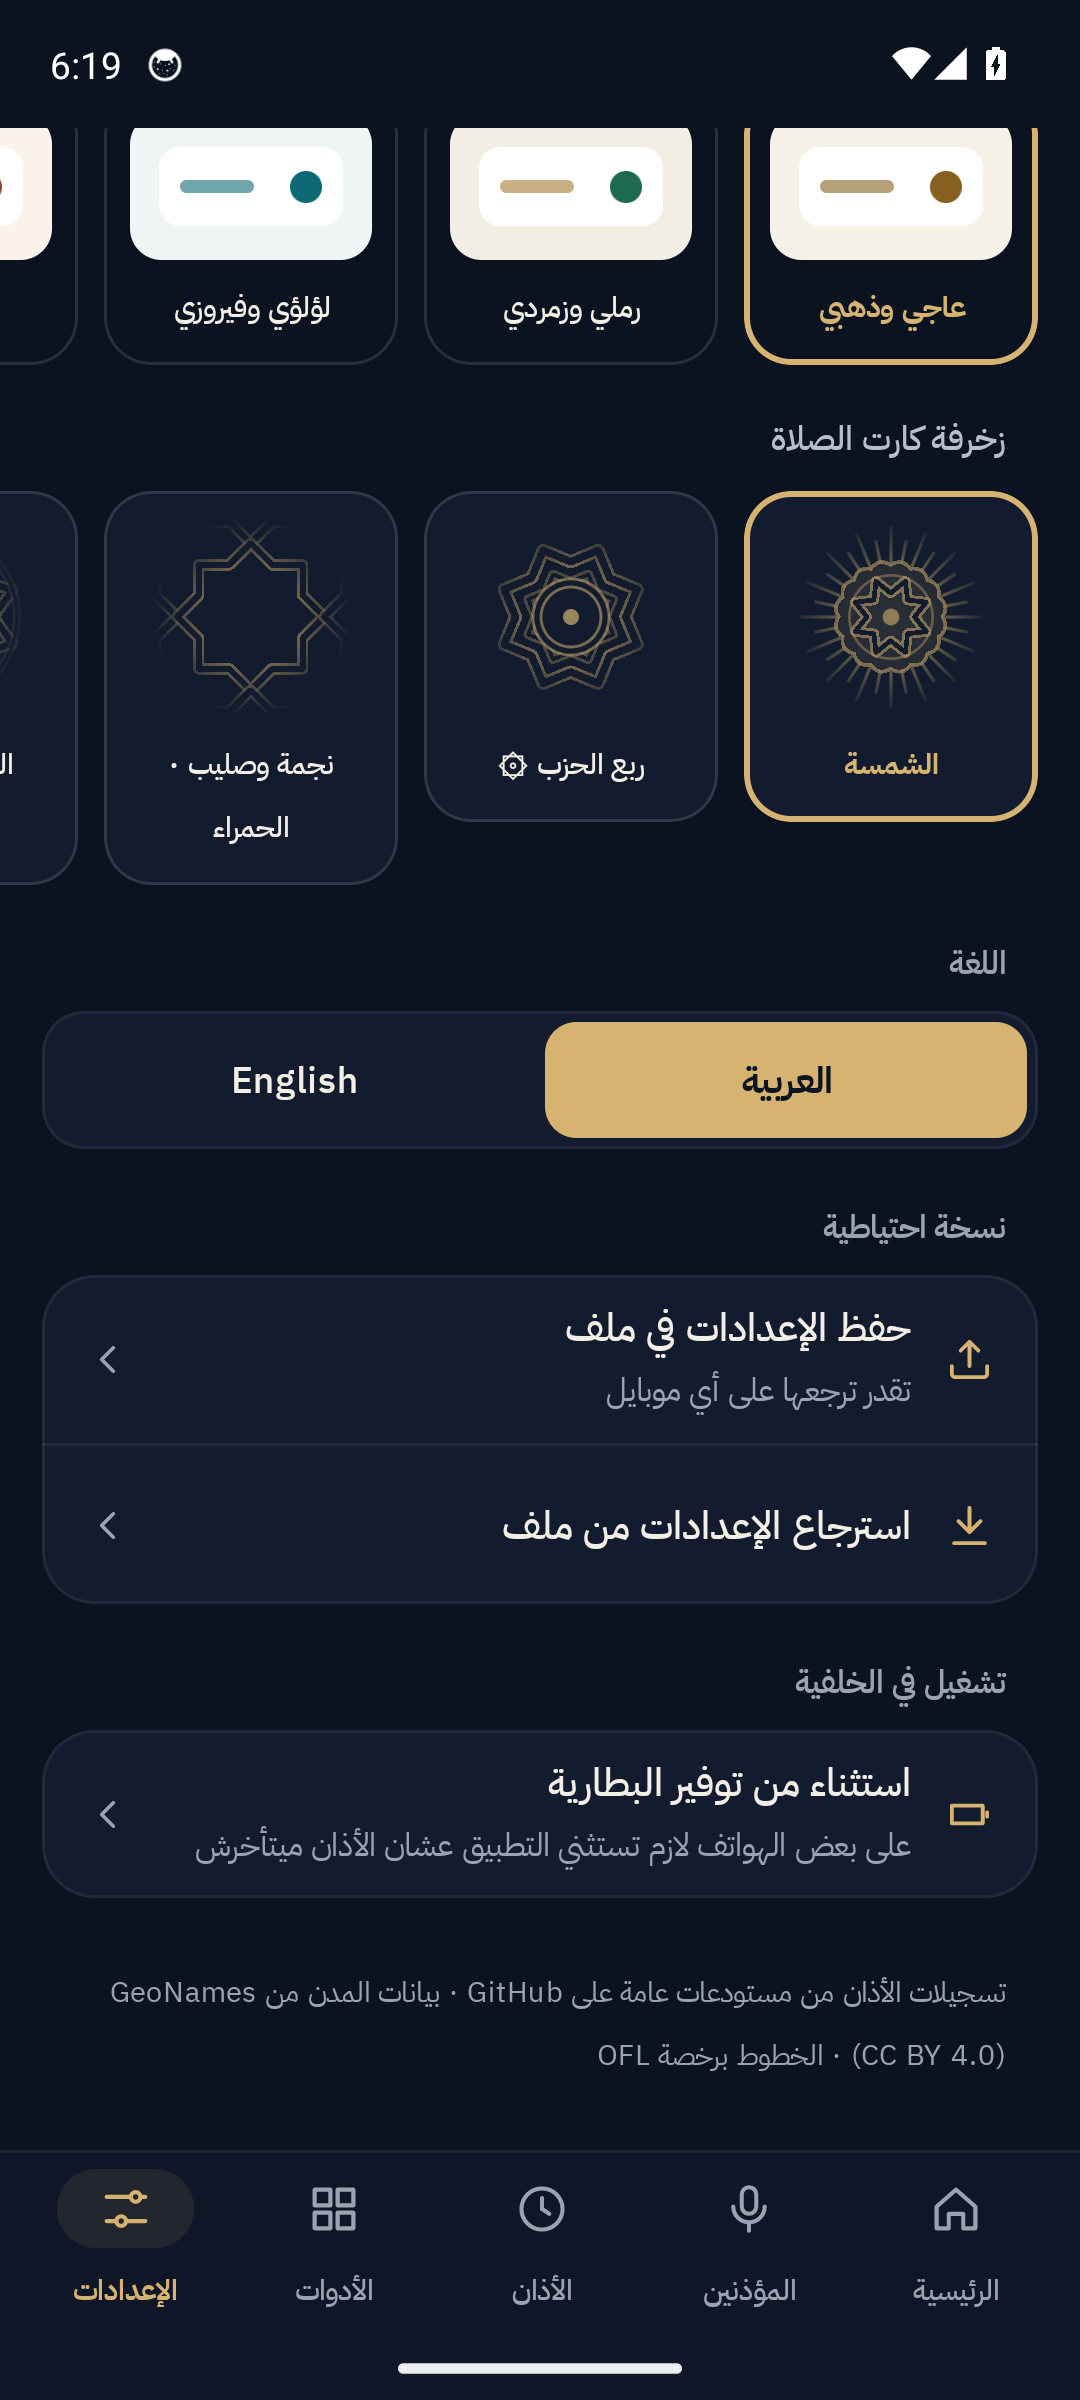 6:19
عاجي وذهبي
رملي وزمردي
لؤلؤي وفيروزي
زخرفة كارت الصلاة
الشمسة
ربع الحزب ۞
نجمة وصليب ·
الحمراء
اللغة
العربية
English
نسخة احتياطية
حفظ الإعدادات في ملف
تقدر ترجعها على أي موبايل
استرجاع الإعدادات من ملف
تشغيل في الخلفية
استثناء من توفير البطارية
على بعض الهواتف لازم تستثني التطبيق عشان الأذان ميتأخرش
تسجيلات الأذان من مستودعات عامة على GitHub · بيانات المدن من GeoNames
(CC BY 4.0) · الخطوط برخصة OFL
الرئيسية
المؤذنين
الأذان
الأدوات
الإعدادات